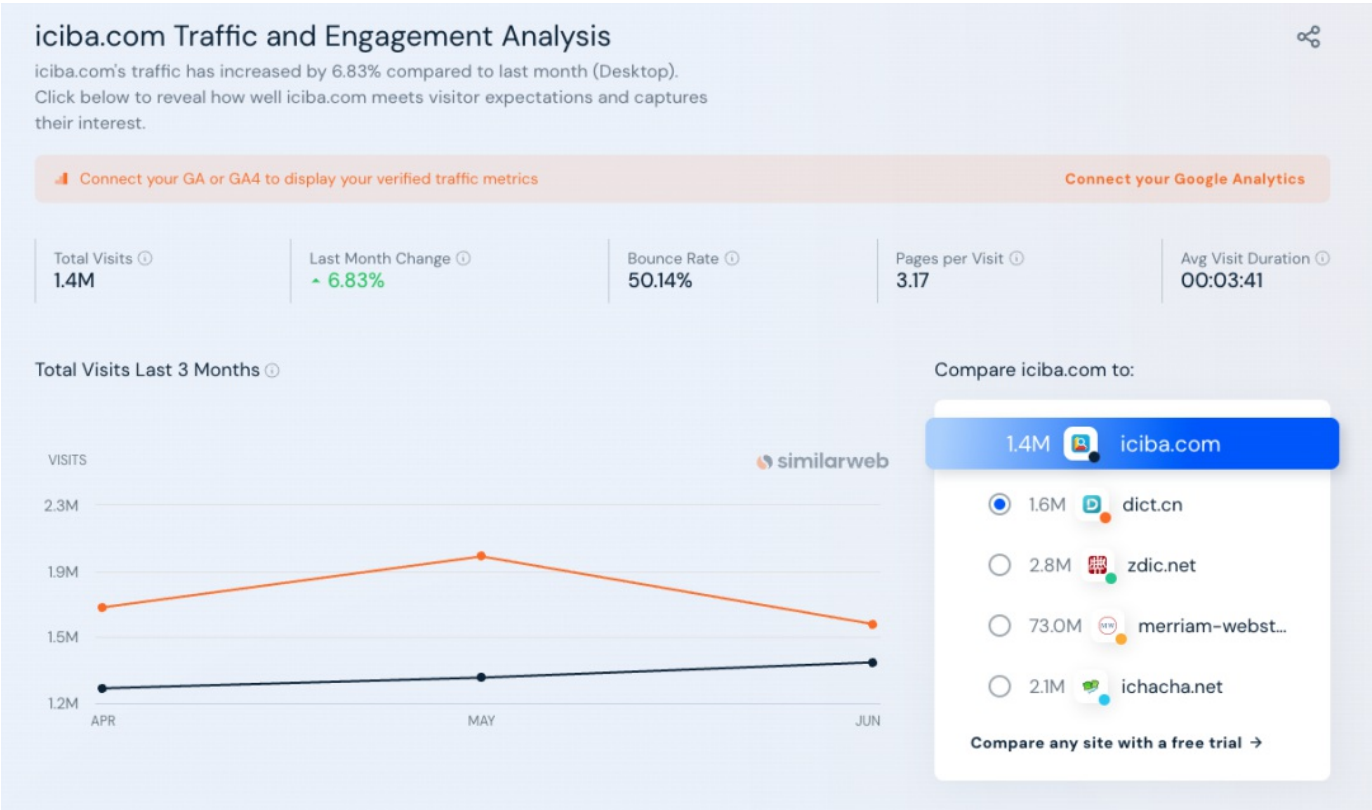 iciba.com Traffic and Engagement Analysis
iciba.com's traffic has increased by 6.83% compared to last month (Desktop).
Click below to reveal how well iciba.com meets visitor expectations and captures
their interest.
Connect your GA or GA4 to display your verified traffic metrics
Connect your Google Analytics
Total Visits
1.4M
Last Month Change
6.83%
Bounce Rate
50.14%
Pages per Visit
3.17
Avg Visit Duration
00:03:41
Total Visits Last 3 Months
VISITS
similarweb
2.3M
1.9M
1.5M
1.2M
APR
MAY
JUN
Compare iciba.com to:
1.4M iciba.com
1.6M dict.cn
2.8M zdic.net
73.0M merriam-webst...
2.1M ichacha.net
Compare any site with a free trial →